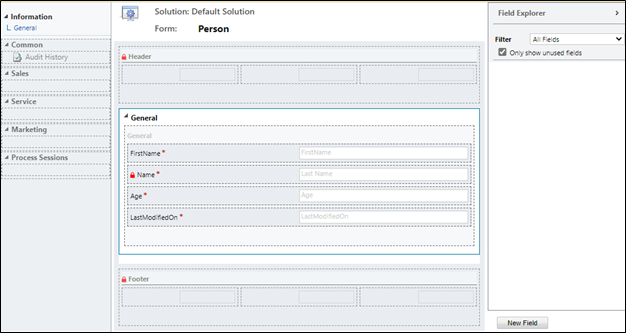 Information
General
Common
Audit History
Sales
Service
Marketing
Process Sessions
Solution: Default Solution
Form: Person
Header
General
General
FirstName * FirstName
Name * Last Name
Age * Age
LastModifiedOn * LastModifiedOn
Footer
Field Explorer >
Filter All Fields
Only show unused fields
New Field